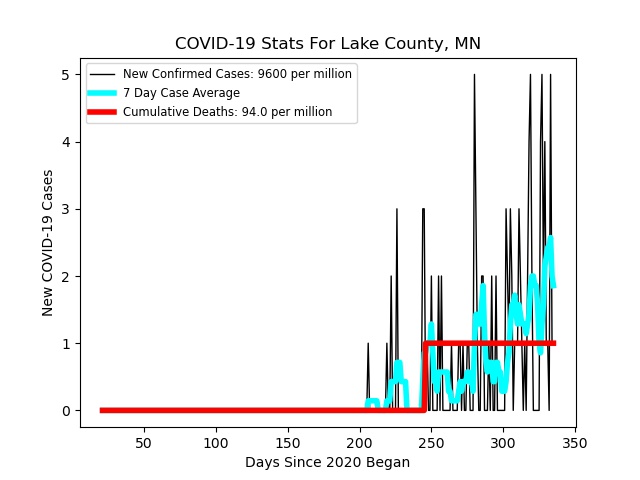 COVID-19 Stats For Lake County, MN
New Confirmed Cases: 9600 per million
7 Day Case Average
Cumulative Deaths: 94.0 per million
New COVID-19 Cases
5
4
3
2
1
0
50 100 150 200 250 300 350
Days Since 2020 Began